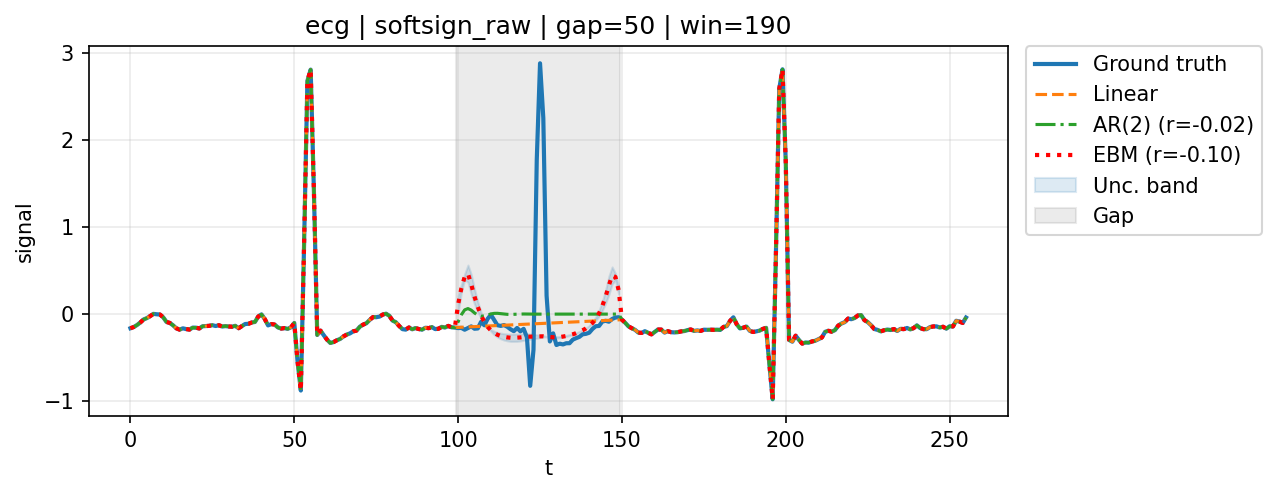 ecg | softsign_raw | gap=50 | win=190
signal
3
2
1
0
−1
0
50
100
150
200
250
t
Ground truth
Linear
AR(2) (r=-0.02)
EBM (r=-0.10)
Unc. band
Gap